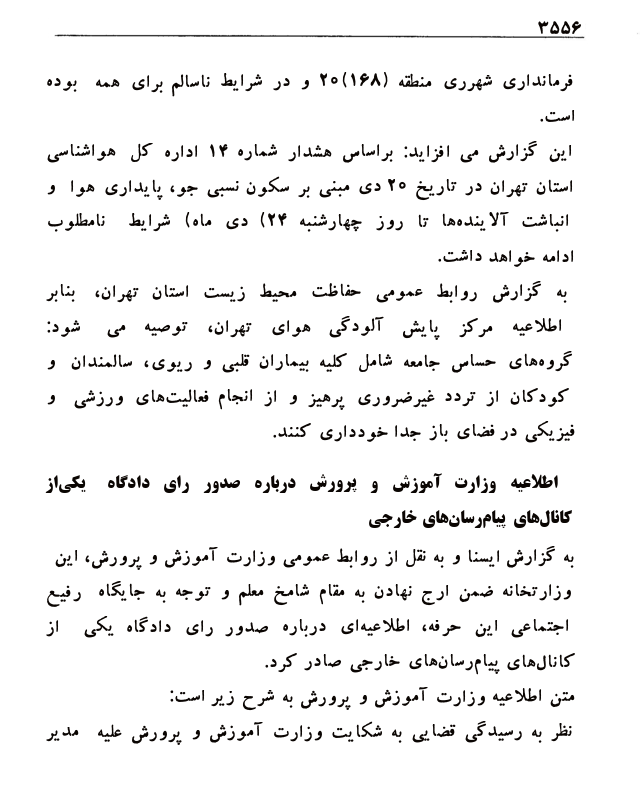 ۳۵۵۶
فرمانداری شهرری منطقه ۲۰(۱۶۸) و در شرایط ناسالم برای همه بوده
است.
این گزارش می افزاید: براساس هشدار شماره ۱۴ اداره کل هواشناسی
استان تهران در تاریخ ۲۰ دی مبنی بر سکون نسبی جو، پایداری هوا و
انباشت آلاینده‌ها تا روز چهارشنبه ۲۴) دی ماه) شرایط نامطلوب
ادامه خواهد داشت.
به گزارش روابط عمومی حفاظت محیط زیست استان تهران، بنابر
اطلاعیه مرکز پایش آلودگی هوای تهران، توصیه می شود:
گروه‌های حساس جامعه شامل کلیه بیماران قلبی و ریوی، سالمندان و
کودکان از تردد غیرضروری پرهیز و از انجام فعالیت‌های ورزشی و
فیزیکی در فضای باز جدا خودداری کنند.
اطلاعیه وزارت آموزش و پرورش درباره صدور رای دادگاه یکی‌از
کانال‌های پیام‌رسان‌های خارجی
به گزارش ایسنا و به نقل از روابط عمومی وزارت آموزش و پرورش، این
وزارتخانه ضمن ارج نهادن به مقام شامخ معلم و توجه به جایگاه رفیع
اجتماعی این حرفه، اطلاعیه‌ای درباره صدور رای دادگاه یکی از
کانال‌های پیام‌رسان‌های خارجی صادر کرد.
متن اطلاعیه وزارت آموزش و پرورش به شرح زیر است:
نظر به رسیدگی قضایی به شکایت وزارت آموزش و پرورش علیه مدیر